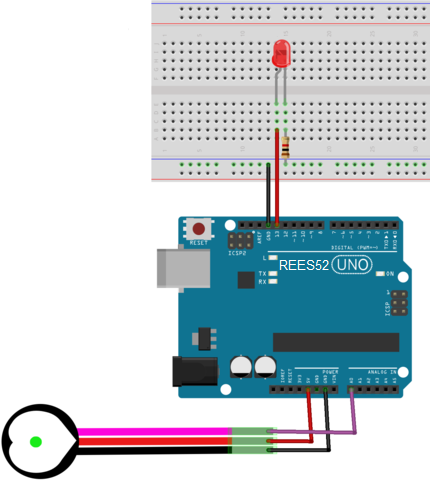 RESET
AREF
GND
13
12
~11
~10
~9
8
7
~6
~5
4
~3
2
TX0▶1
RX0◀0
DIGITAL (PWM~)
ICSP2
L
REES52 UNO
TX
RX
ON
ICSP
POWER
ANALOG IN
IOREF
RESET
3V3
5V
GND
GND
VIN
A0
A1
A2
A3
A4
A5